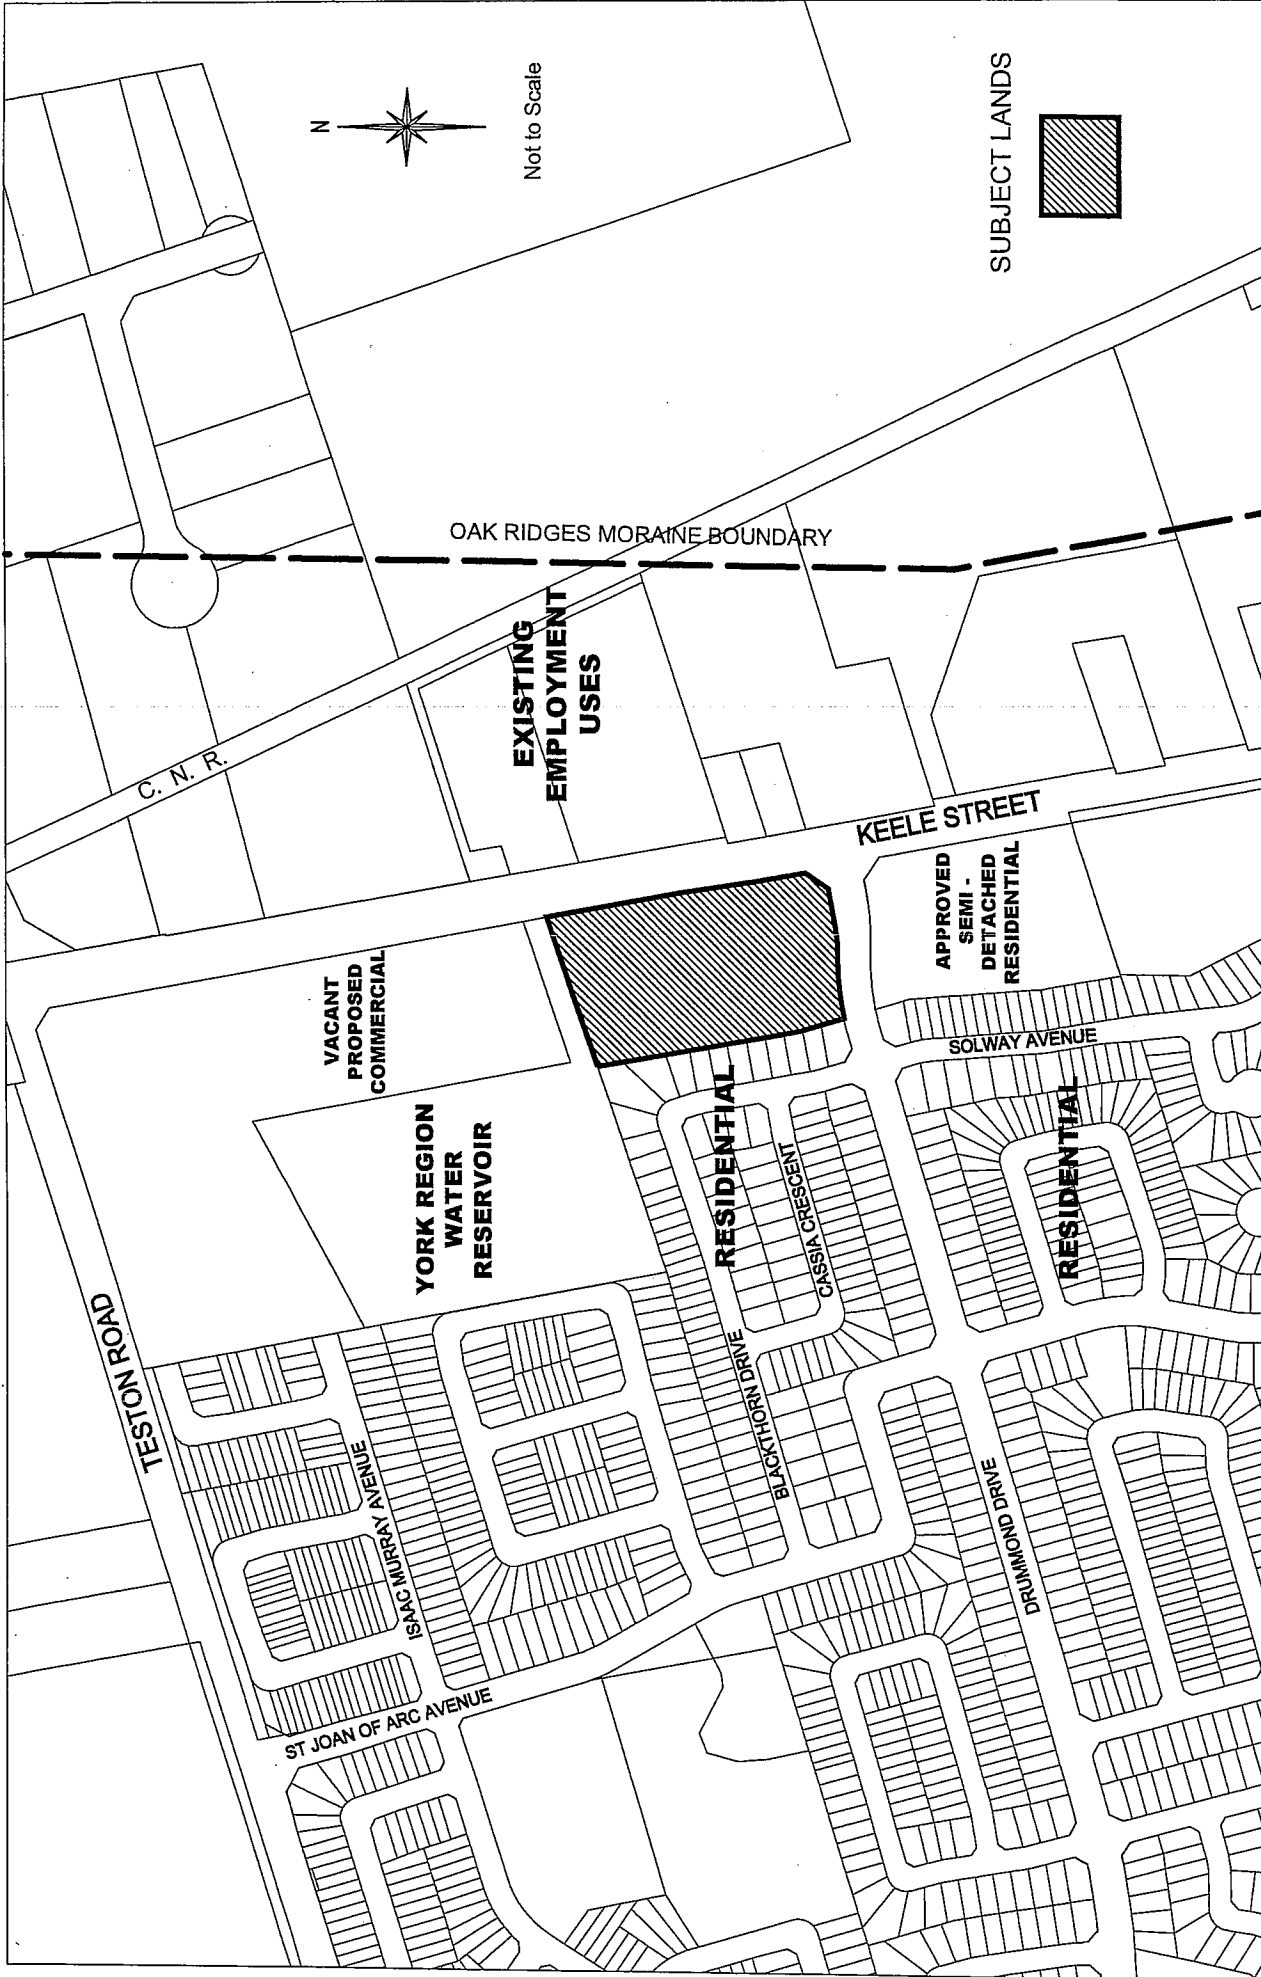 N
Not to Scale
SUBJECT LANDS
OAK RIDGES MORAINE BOUNDARY
C. N. R.
EXISTING
EMPLOYMENT
USES
KEELE STREET
VACANT
PROPOSED
COMMERCIAL
APPROVED
SEMI -
DETACHED
RESIDENTIAL
SOLWAY AVENUE
YORK REGION
WATER
RESERVOIR
RESIDENTIAL
CASSIA CRESCENT
RESIDENTIAL
TESTON ROAD
BLACKTHORN DRIVE
ISAAC MURRAY AVENUE
DRUMMOND DRIVE
ST JOAN OF ARC AVENUE